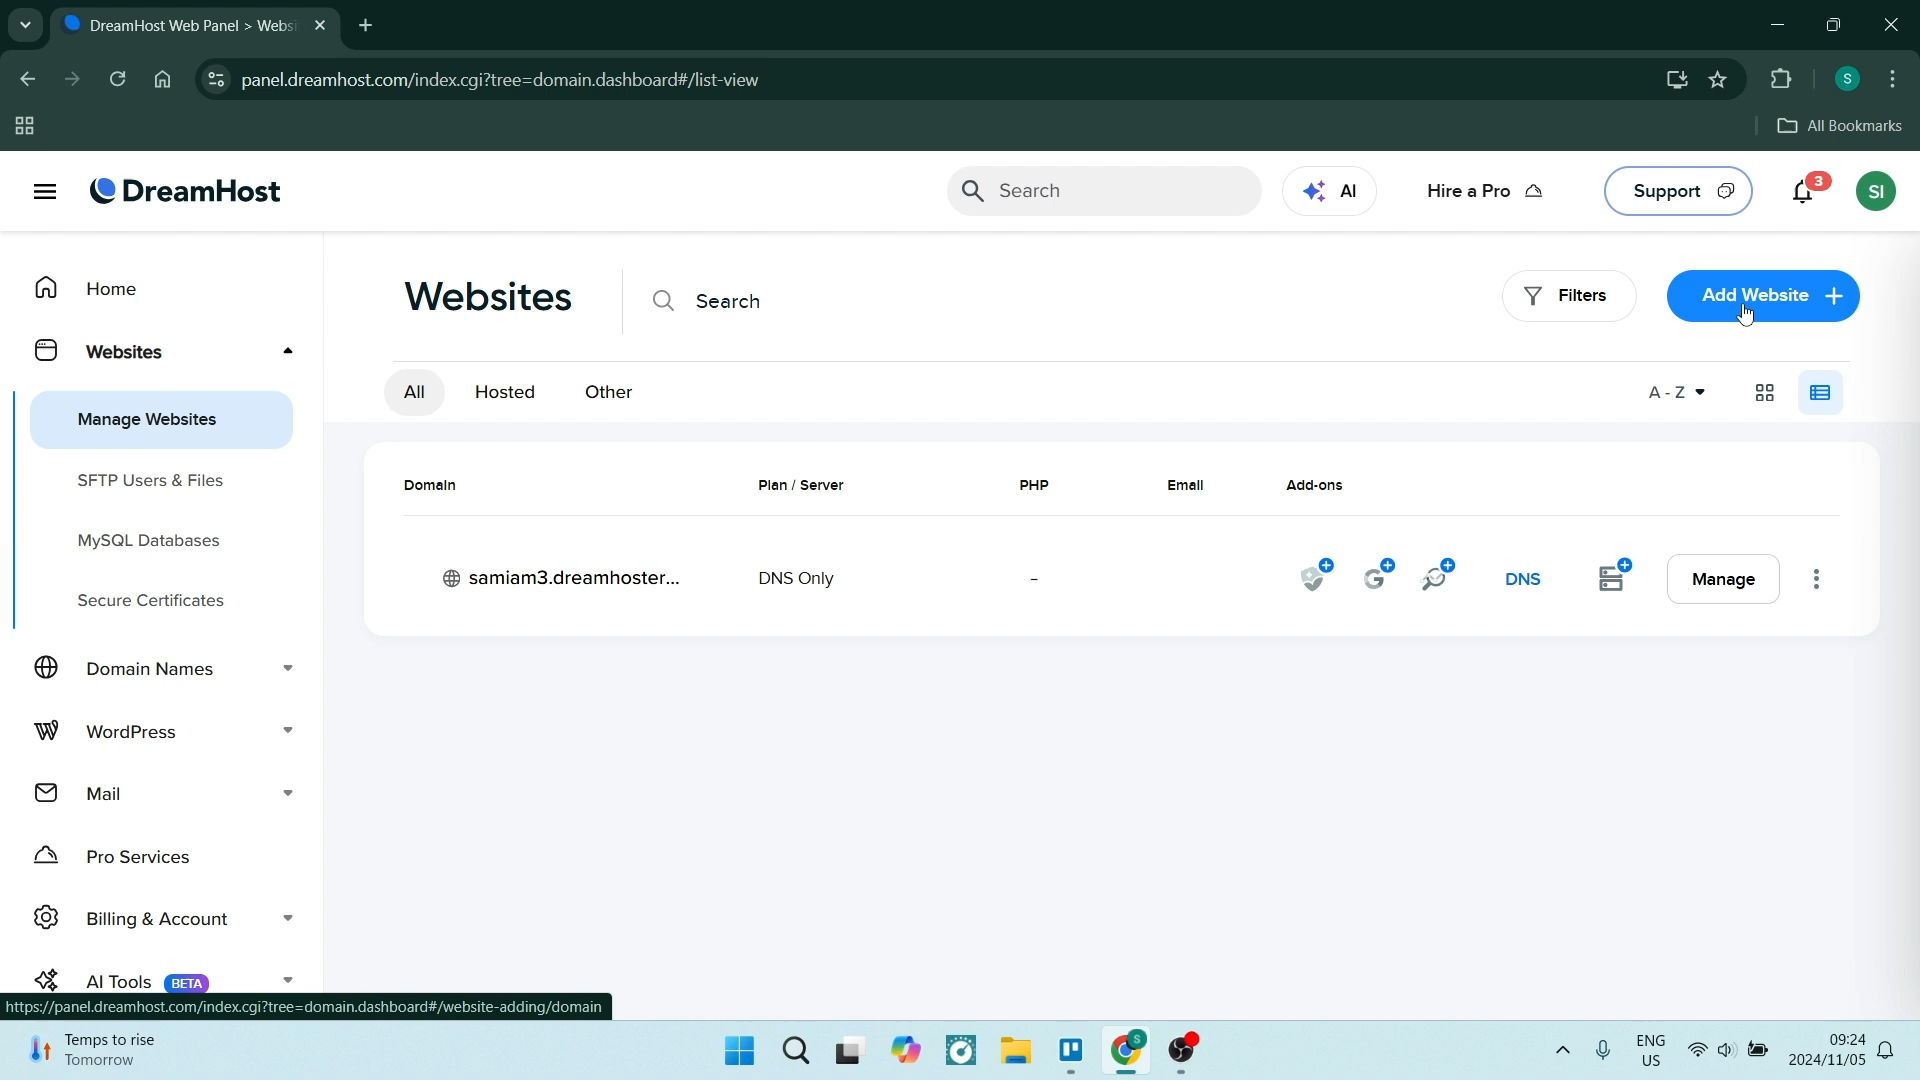 DreamHost Web Panel > Websi
panel.dreamhost.com/index.cgi?tree=domain.dashboard#/list-view
S
All Bookmarks
DreamHost
Search
AI
Hire a Pro
Support
3
SI
Home
Websites
Manage Websites
SFTP Users & Files
MySQL Databases
Secure Certificates
Domain Names
WordPress
Mail
Pro Services
Billing & Account
AI Tools BETA
Websites
Search
Filters
Add Website +
All Hosted Other
A - Z
Domain Plan / Server PHP Email Add-ons
samiam3.dreamhoster... DNS Only - DNS Manage
https://panel.dreamhost.com/index.cgi?tree=domain.dashboard#/website-adding/domain
Temps to rise
Tomorrow
S
ENG
US
09:24
2024/11/05